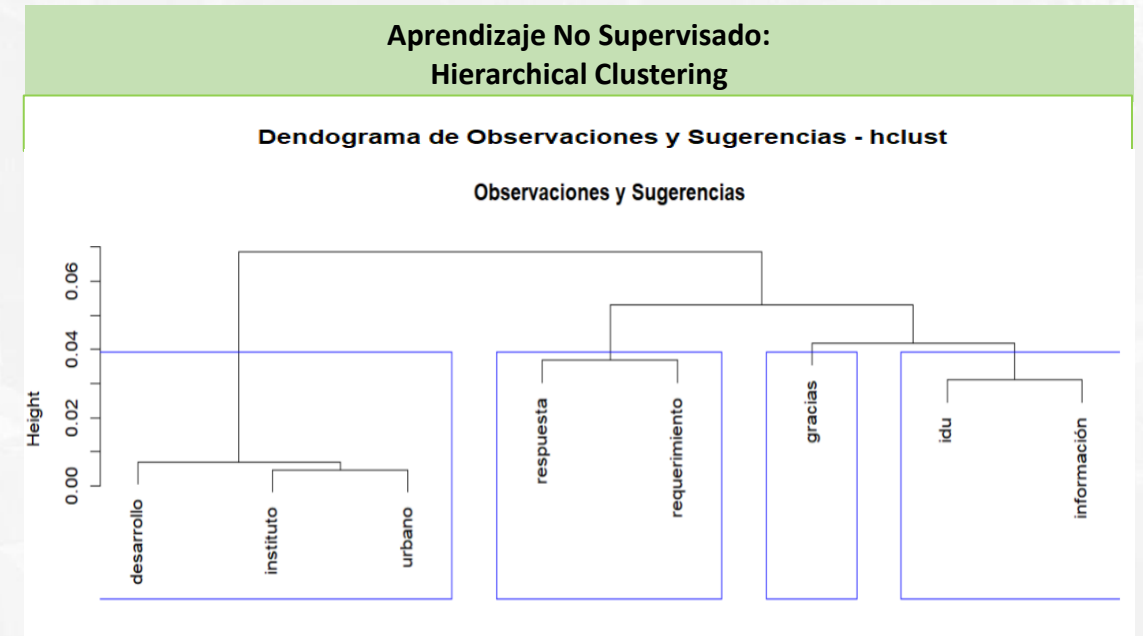 Aprendizaje No Supervisado:
Hierarchical Clustering
Dendograma de Observaciones y Sugerencias - hclust
Observaciones y Sugerencias
Height
0.06
0.04
0.02
0.00
desarrollo
instituto
urbano
respuesta
requerimiento
gracias
idu
información